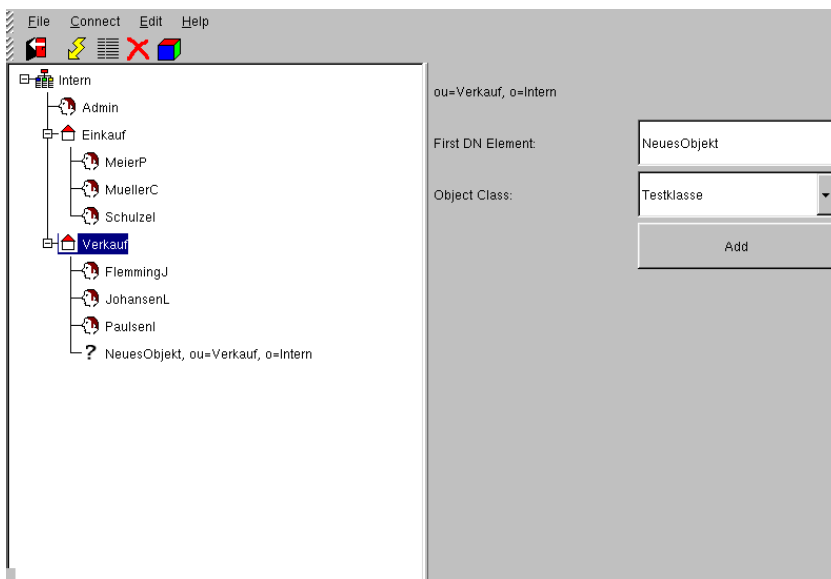 File Connect Edit Help
Intern
Admin
Einkauf
MeierP
MuellerC
SchulzeI
Verkauf
FlemmingJ
JohansenL
PaulsenI
? NeuesObjekt, ou=Verkauf, o=Intern
ou=Verkauf, o=Intern
First DN Element: NeuesObjekt
Object Class: Testklasse
Add